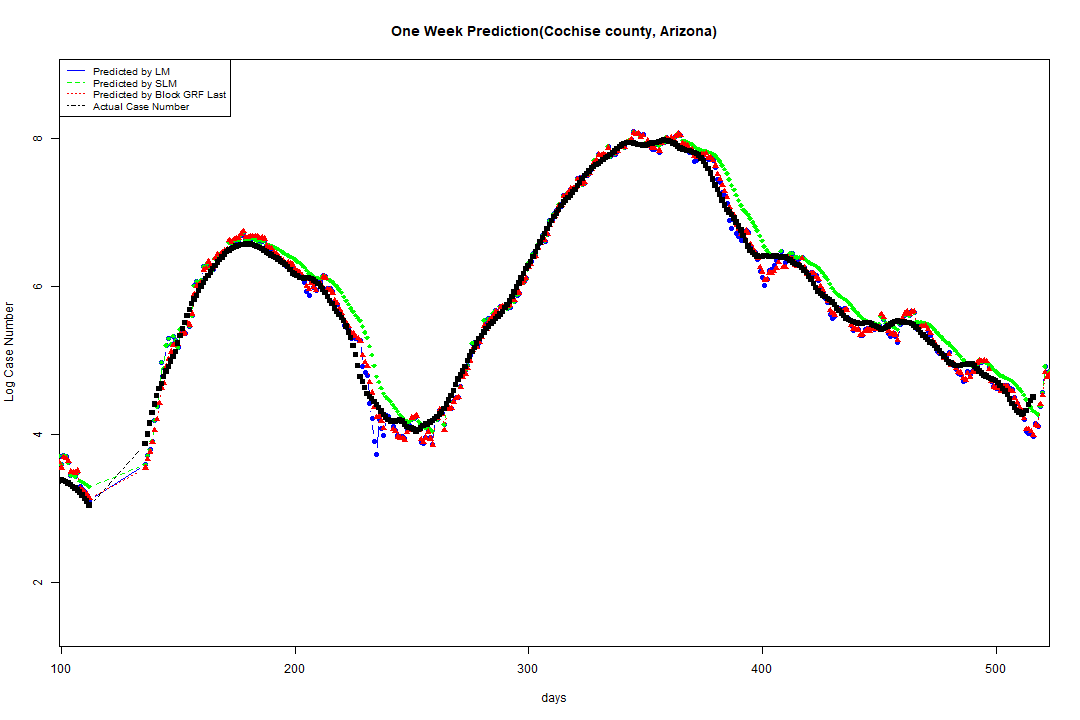 One Week Prediction(Cochise county, Arizona)
Predicted by LM
Predicted by SLM
Predicted by Block GRF Last
Actual Case Number
8
6
4
2
Log Case Number
100 200 300 400 500
days